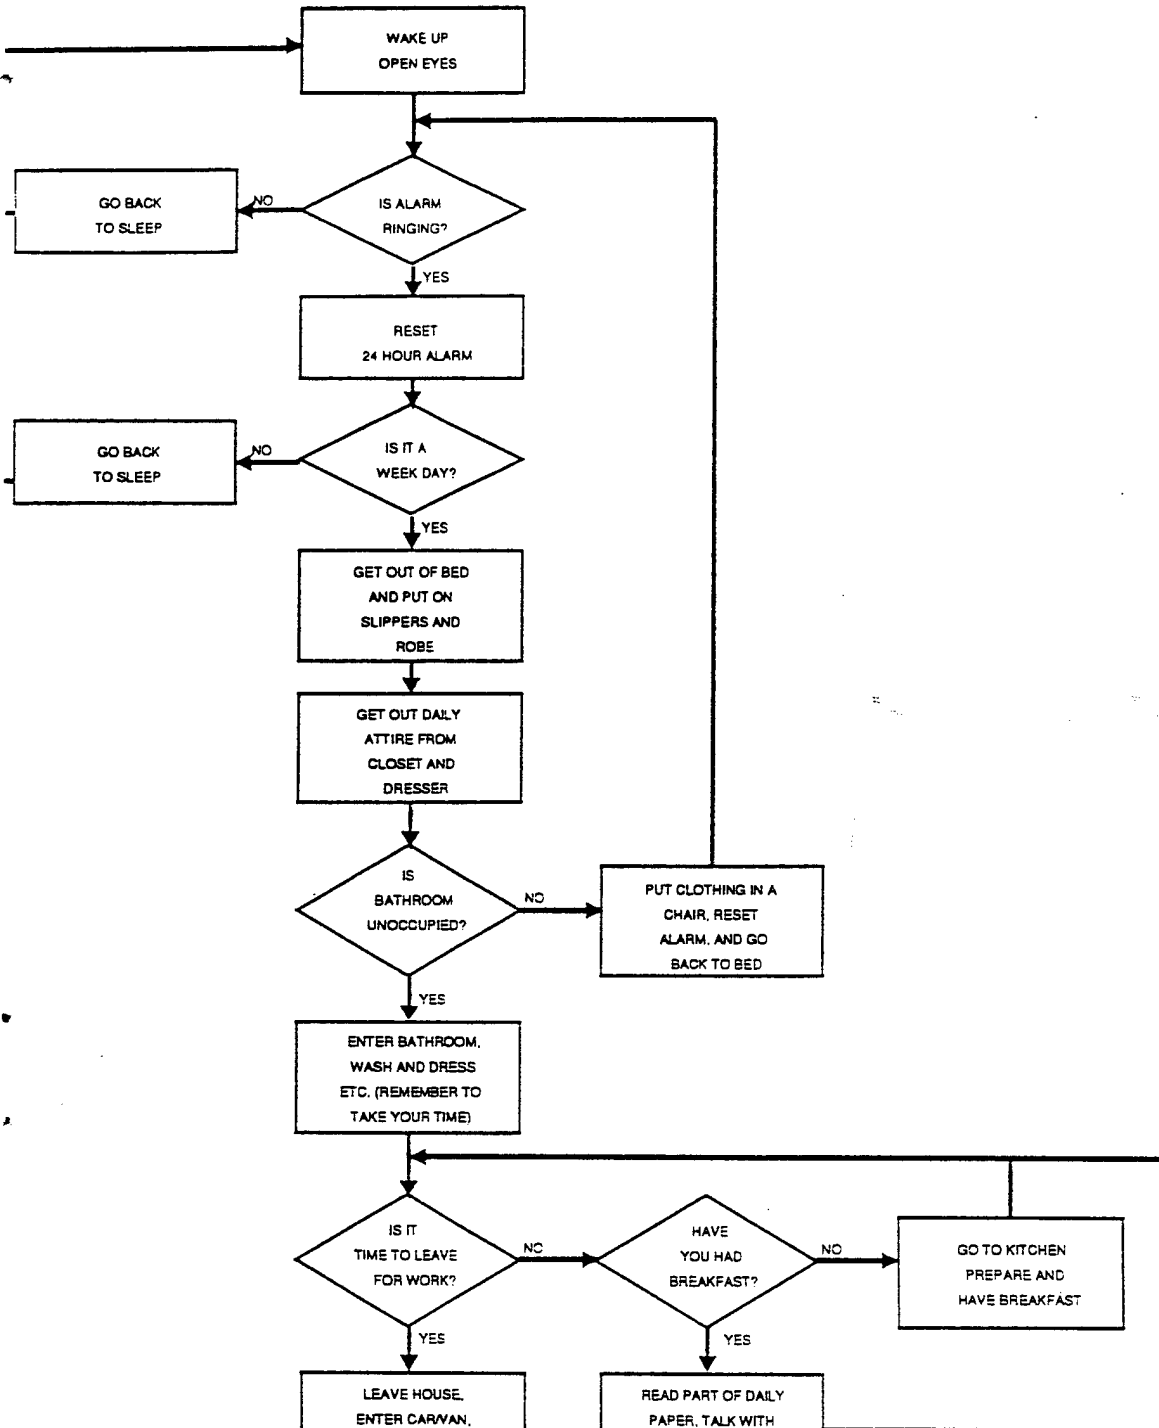 WAKE UP
OPEN EYES
IS ALARM
RINGING?
NO
GO BACK
TO SLEEP
YES
RESET
24 HOUR ALARM
IS IT A
WEEK DAY?
NO
GO BACK
TO SLEEP
YES
GET OUT OF BED
AND PUT ON
SLIPPERS AND
ROBE
GET OUT DAILY
ATTIRE FROM
CLOSET AND
DRESSER
IS
BATHROOM
UNOCCUPIED?
NO
PUT CLOTHING IN A
CHAIR, RESET
ALARM, AND GO
BACK TO BED
YES
ENTER BATHROOM,
WASH AND DRESS
ETC. (REMEMBER TO
TAKE YOUR TIME)
IS IT
TIME TO LEAVE
FOR WORK?
NO
HAVE
YOU HAD
BREAKFAST?
NO
GO TO KITCHEN
PREPARE AND
HAVE BREAKFAST
YES
YES
LEAVE HOUSE,
ENTER CAR/VAN,
READ PART OF DAILY
PAPER, TALK WITH